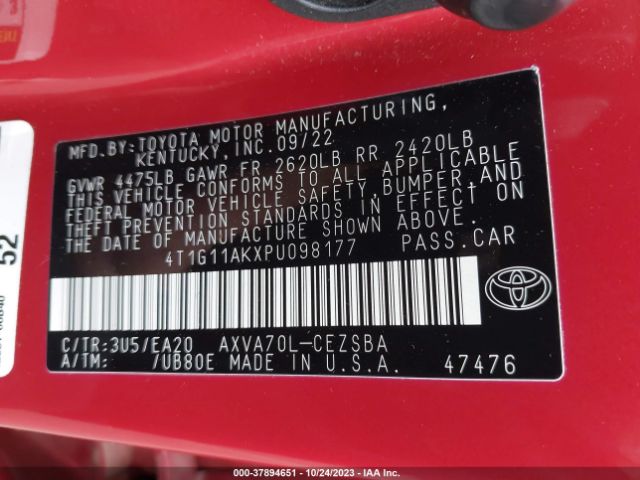 MFD.BY:TOYOTA MOTOR MANUFACTURING,
KENTUCKY,INC.09/22
GVWR 4475LB GAWR FR 2620LB RR 2420LB
THIS VEHICLE CONFORMS TO ALL APPLICABLE
FEDERAL MOTOR VEHICLE SAFETY,BUMPER,AND
THEFT PREVENTION STANDARDS IN EFFECT ON
THE DATE OF MANUFACTURE SHOWN ABOVE.
4T1G11AKXPU098177 PASS.CAR
C/TR:3U5/EA20 AXVA70L-CEZSBA
A/TM: /UB80E MADE IN U.S.A. 47476
52
000-37894651 - 10/24/2023 - IAA Inc.